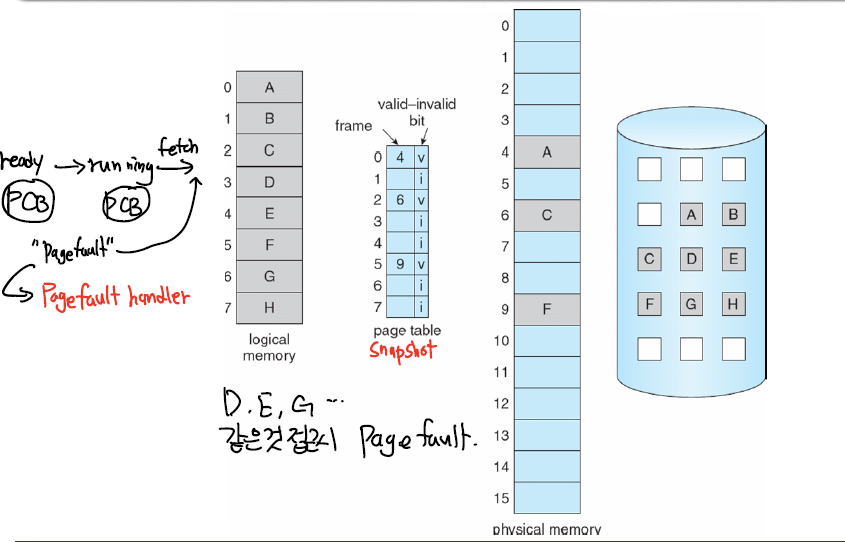 ready → running fetch →
PCB PCB
"Pagefault"
Pagefault handler
0 A
1 B
2 C
3 D
4 E
5 F
6 G
7 H
logical
memory
valid–invalid
frame bit
0 4 v
1 i
2 6 v
3 i
4 i
5 9 v
6 i
7 i
page table
snapshot
D.E,G ...
같은것 접근시 Pagefault.
0
1
2
3
4 A
5
6 C
7
8
9 F
10
11
12
13
14
15
physical memory
A B
C D E
F G H